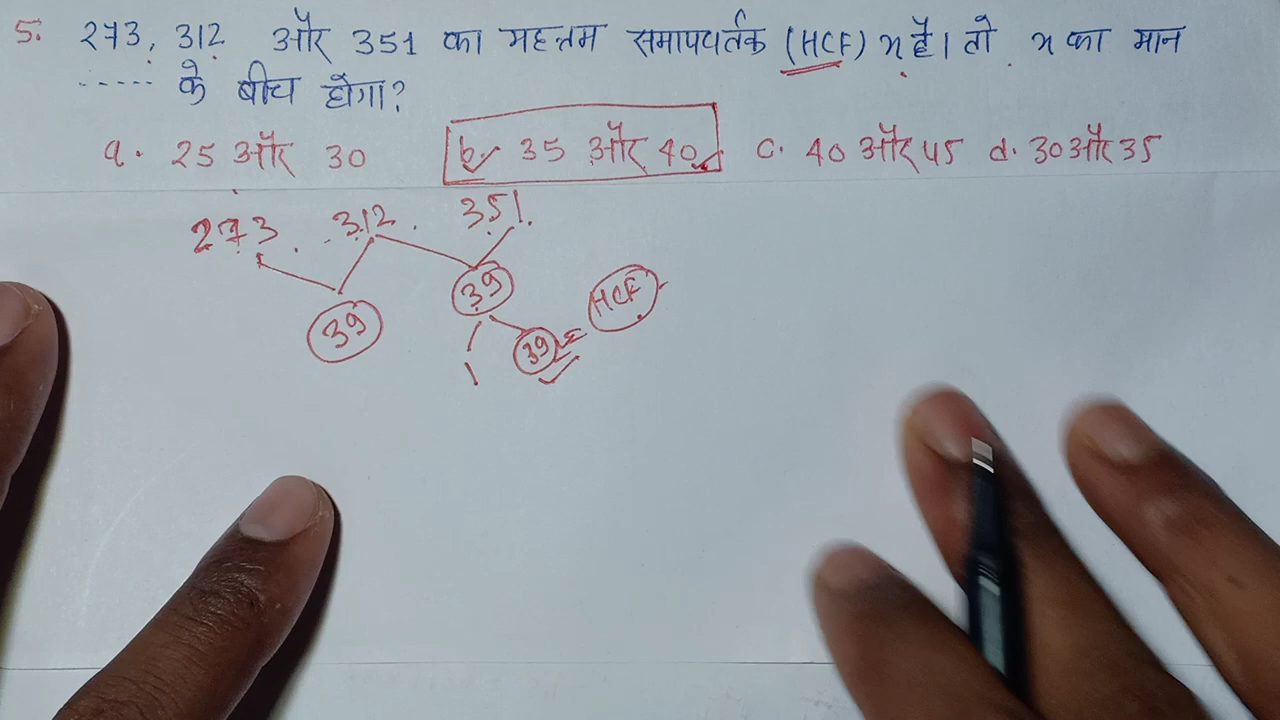 5. 273, 312 और 351 का महत्तम समापवर्तक (HCF) x है। तो x का मान
------ के बीच होगा?
a. 25 और 30 b. 35 और 40 c. 40 और 45 d. 30 और 35
273 . 312 . 351
39 39 HCF
39 =
1